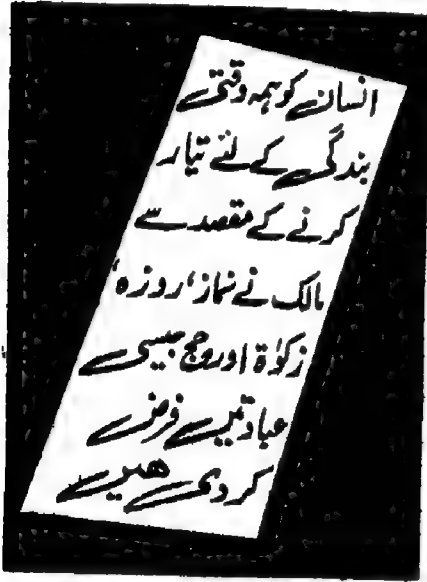 انسان کو ہمہ وقتی
بندگی کے لئے تیار
کرنے کے مقصد سے
مالک نے نماز، روزہ،
زکوٰۃ اور حج جیسی
عبادتیں فرض
کر دی ھیں